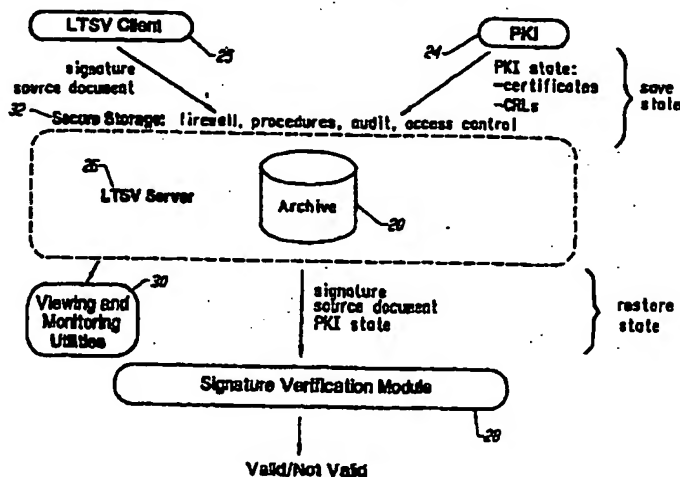 LTSV Client
25
PKI
24
signature
source document
PKI state:
-certificates
-CRLs
save
state
32
Secure Storage: firewall, procedures, audit, access control
26
LTSV Server
Archive
20
30
Viewing and
Monitoring
Utilities
signature
source document
PKI state
restore
state
Signature Verification Module
28
Valid/Not Valid